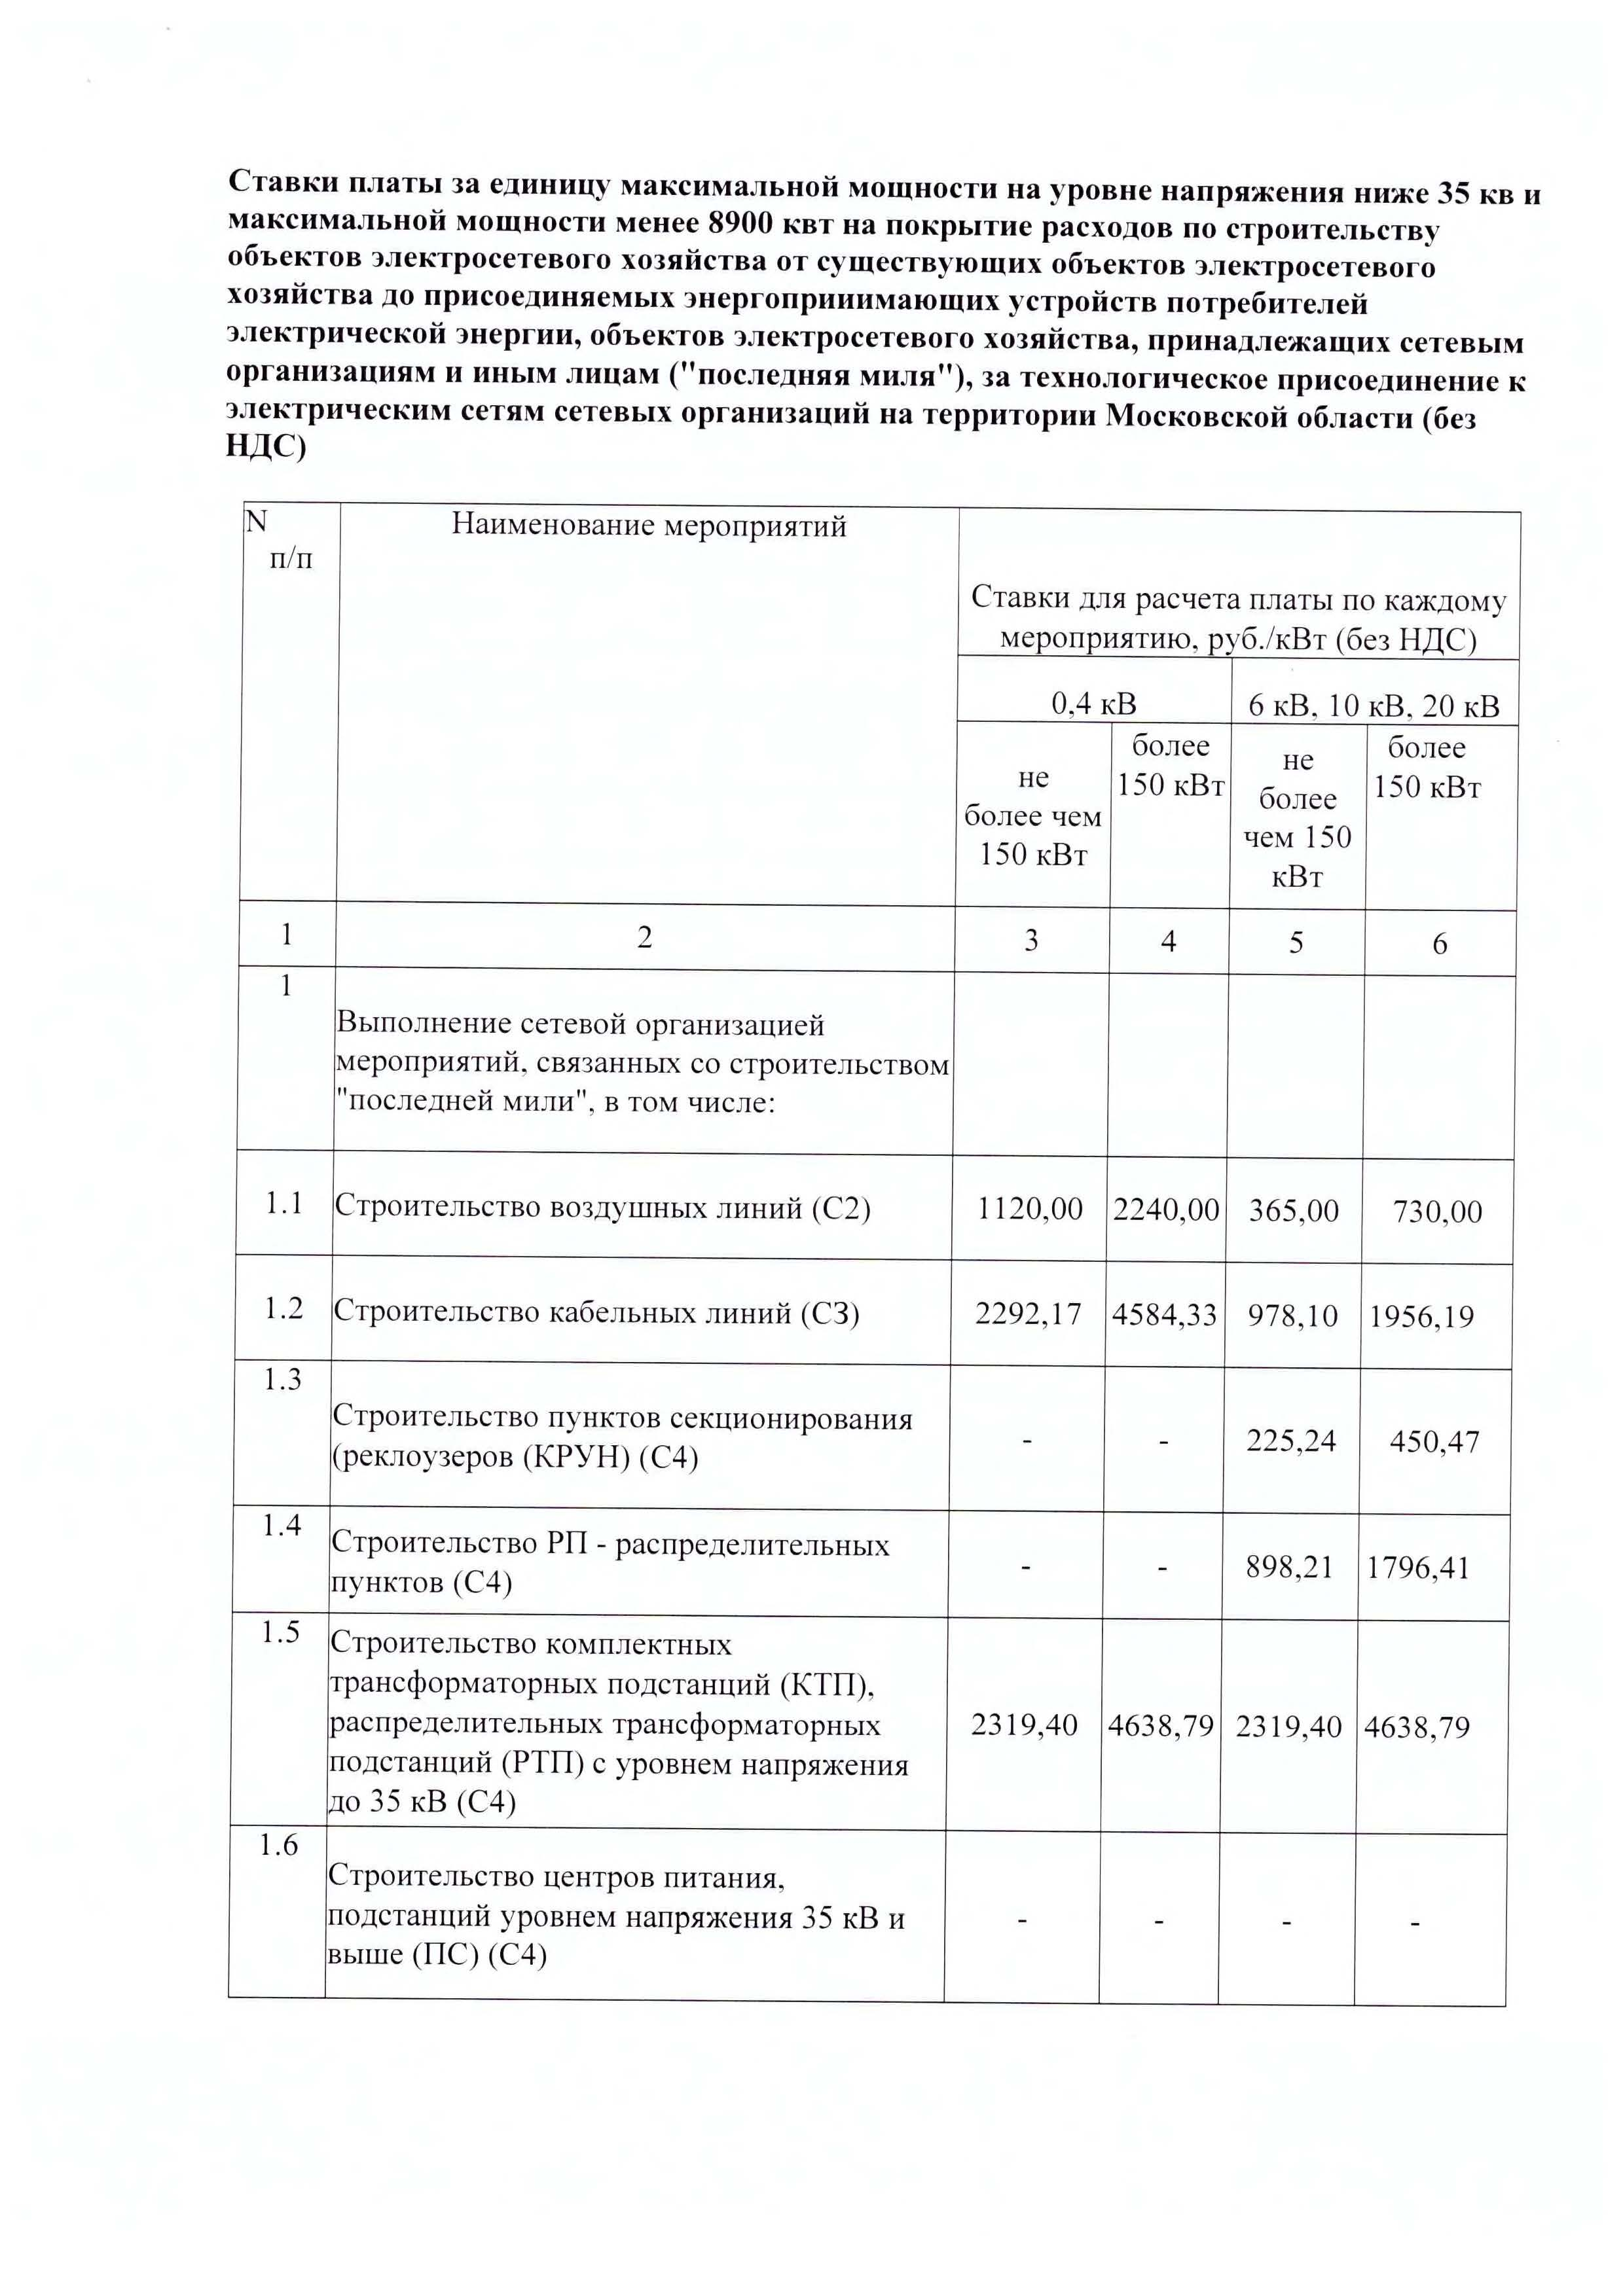 Ставки платы за единицу максимальной мощности на уровне напряжения ниже 35 кв и
максимальной мощности менее 8900 квт на покрытие расходов по строительству
объектов электросетевого хозяйства от существующих объектов электросетевого
хозяйства до присоединяемых энергоприиимающих устройств потребителей
электрической энергии, объектов электросетевого хозяйства, принадлежащих сетевым
организациям и иным лицам ("последняя миля"), за технологическое присоединение к
электрическим сетям сетевых организаций на территории Московской области (без
НДС)
N
п/п
Наименование мероприятий
Ставки для расчета платы по каждому
мероприятию, руб./кВт (без НДС)
0,4 кВ
6 кВ, 10 кВ, 20 кВ
не
более чем
150 кВт
более
150 кВт
не
более
чем 150
кВт
более
150 кВт
1 2 3 4 5 6
1
Выполнение сетевой организацией
мероприятий, связанных со строительством
"последней мили", в том числе:
1.1 Строительство воздушных линий (С2) 1120,00 2240,00 365,00 730,00
1.2 Строительство кабельных линий (СЗ) 2292,17 4584,33 978,10 1956,19
1.3
Строительство пунктов секционирования
(реклоузеров (КРУН) (С4)
- - 225,24 450,47
1.4
Строительство РП - распределительных
пунктов (С4)
- - 898,21 1796,41
1.5
Строительство комплектных
трансформаторных подстанций (КТП),
распределительных трансформаторных
подстанций (РТП) с уровнем напряжения
до 35 кВ (С4)
2319,40 4638,79 2319,40 4638,79
1.6
Строительство центров питания,
подстанций уровнем напряжения 35 кВ и
выше (ПС) (С4)
- - - -